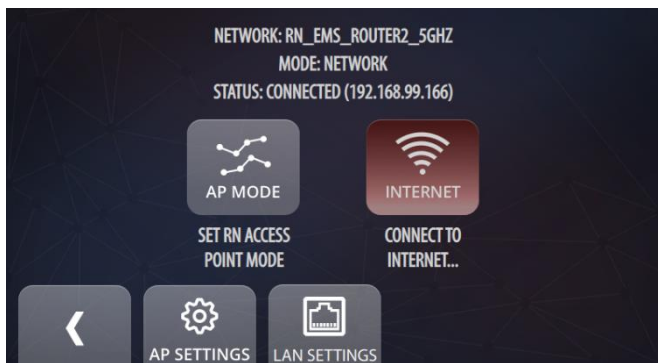 NETWORK: RN_EMS_ROUTER2_5GHZ
MODE: NETWORK
STATUS: CONNECTED (192.168.99.166)
AP MODE
INTERNET
SET RN ACCESS
POINT MODE
CONNECT TO
INTERNET...
AP SETTINGS
LAN SETTINGS